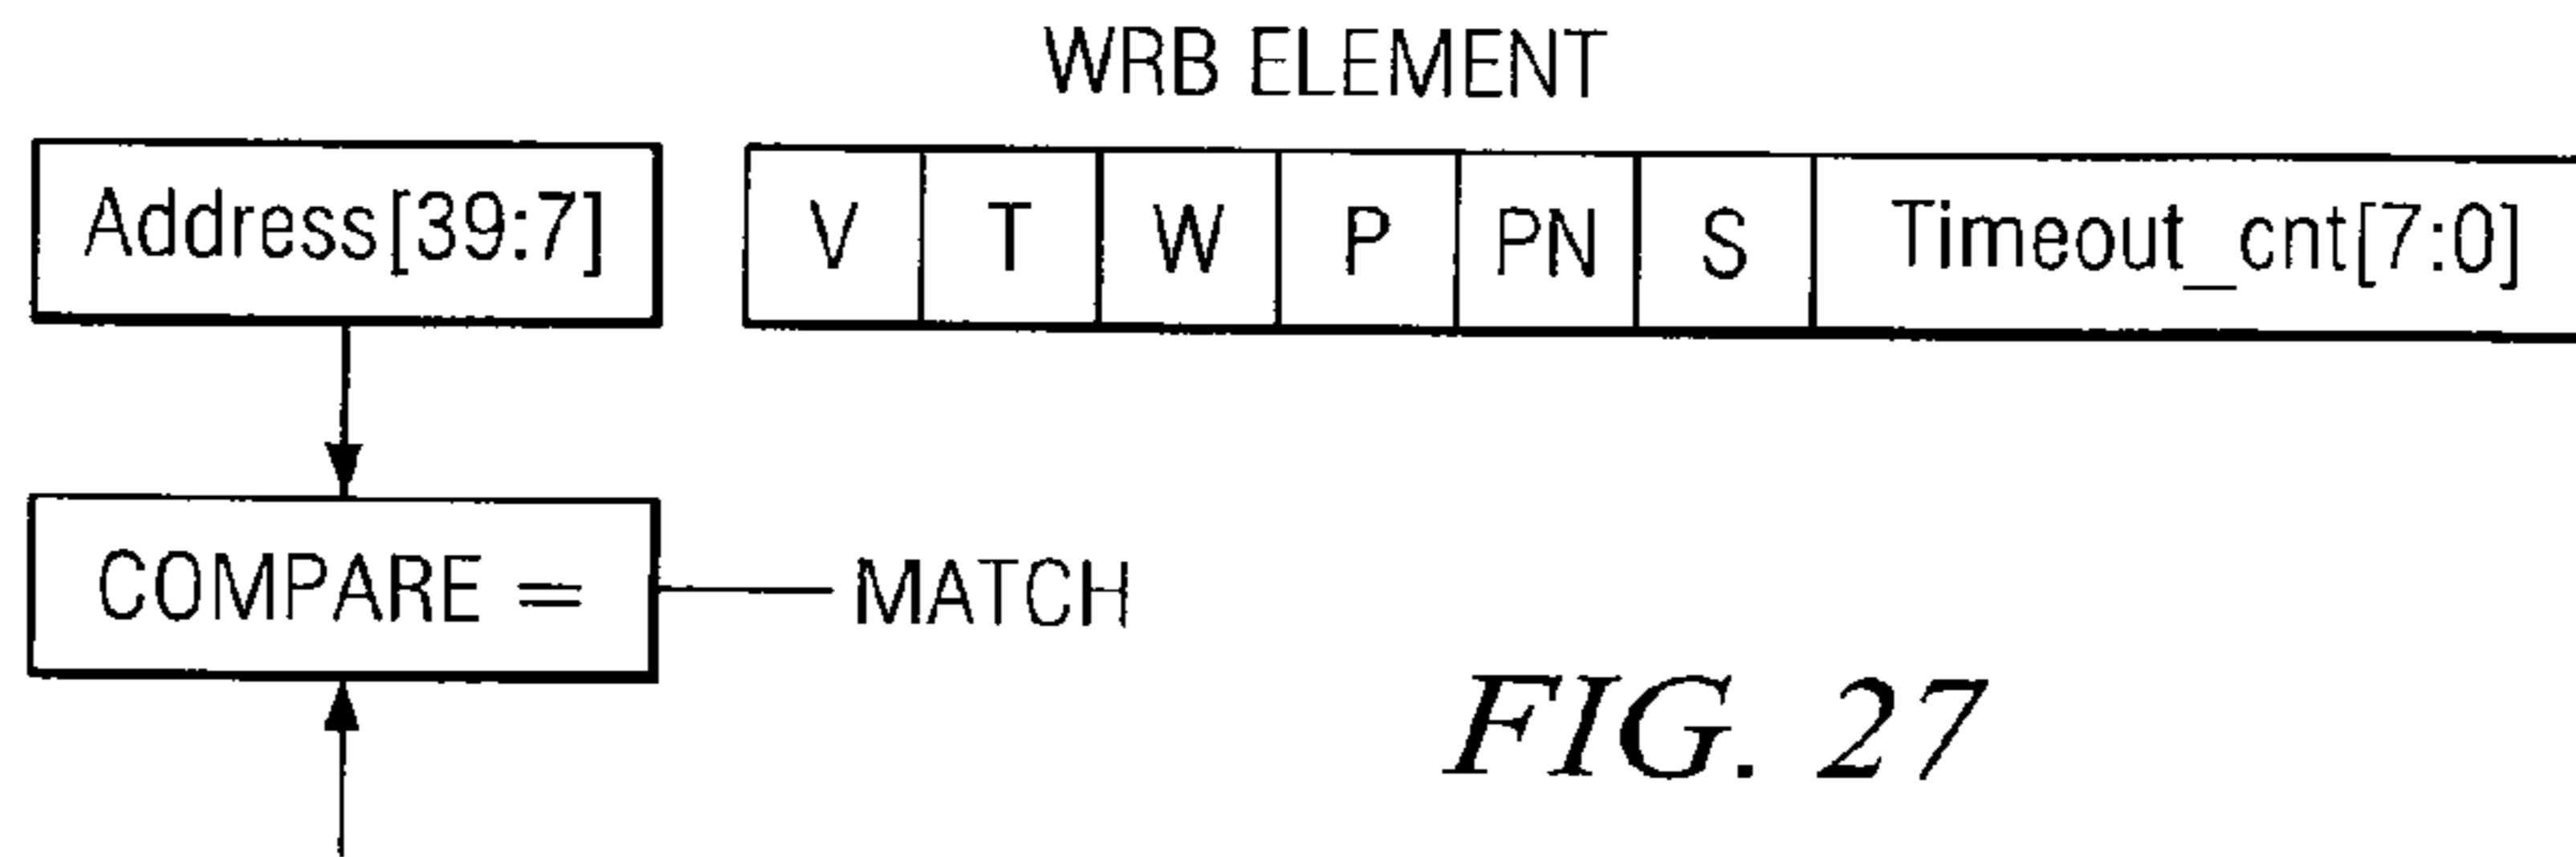 WRB ELEMENT
Address[39:7] V T W P PN S Timeout_cnt[7:0]
COMPARE = MATCH
FIG. 27